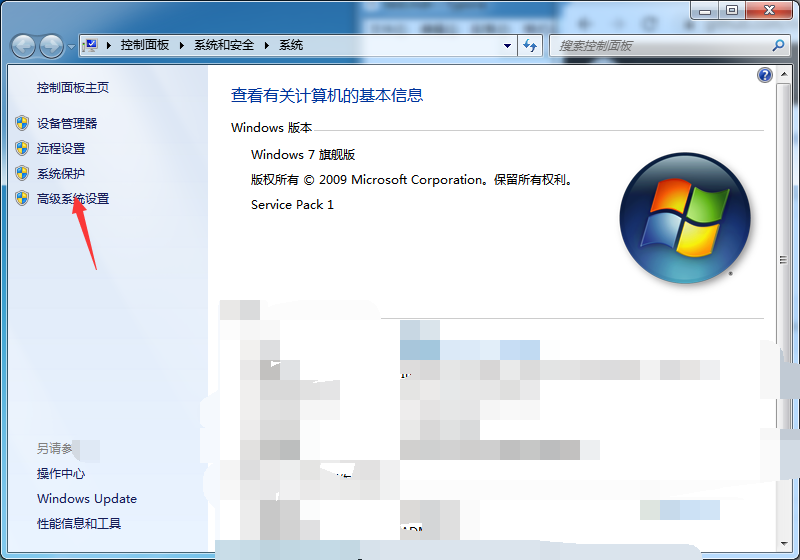 控制面板 ▸ 系统和安全 ▸ 系统
搜索控制面板
控制面板主页
设备管理器
远程设置
系统保护
高级系统设置
查看有关计算机的基本信息
Windows 版本
Windows 7 旗舰版
版权所有 © 2009 Microsoft Corporation。保留所有权利。
Service Pack 1
另请参
操作中心
Windows Update
性能信息和工具